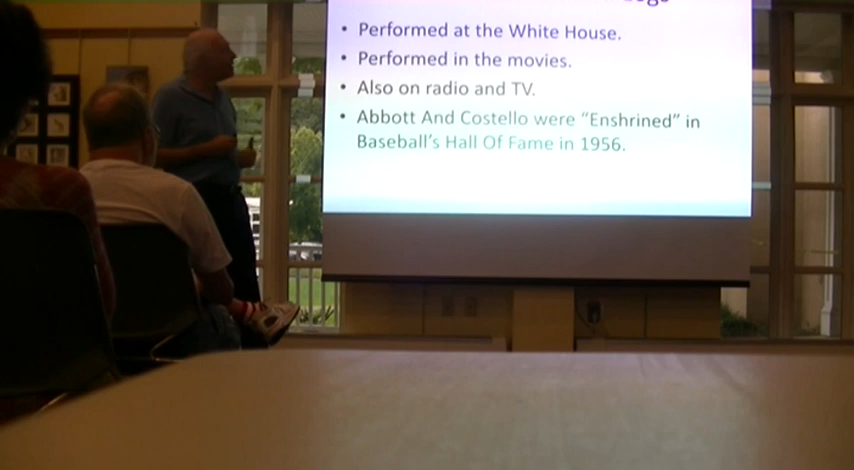 • Performed at the White House.
• Performed in the movies.
• Also on radio and TV.
• Abbott And Costello were “Enshrined” in
Baseball’s Hall Of Fame in 1956.